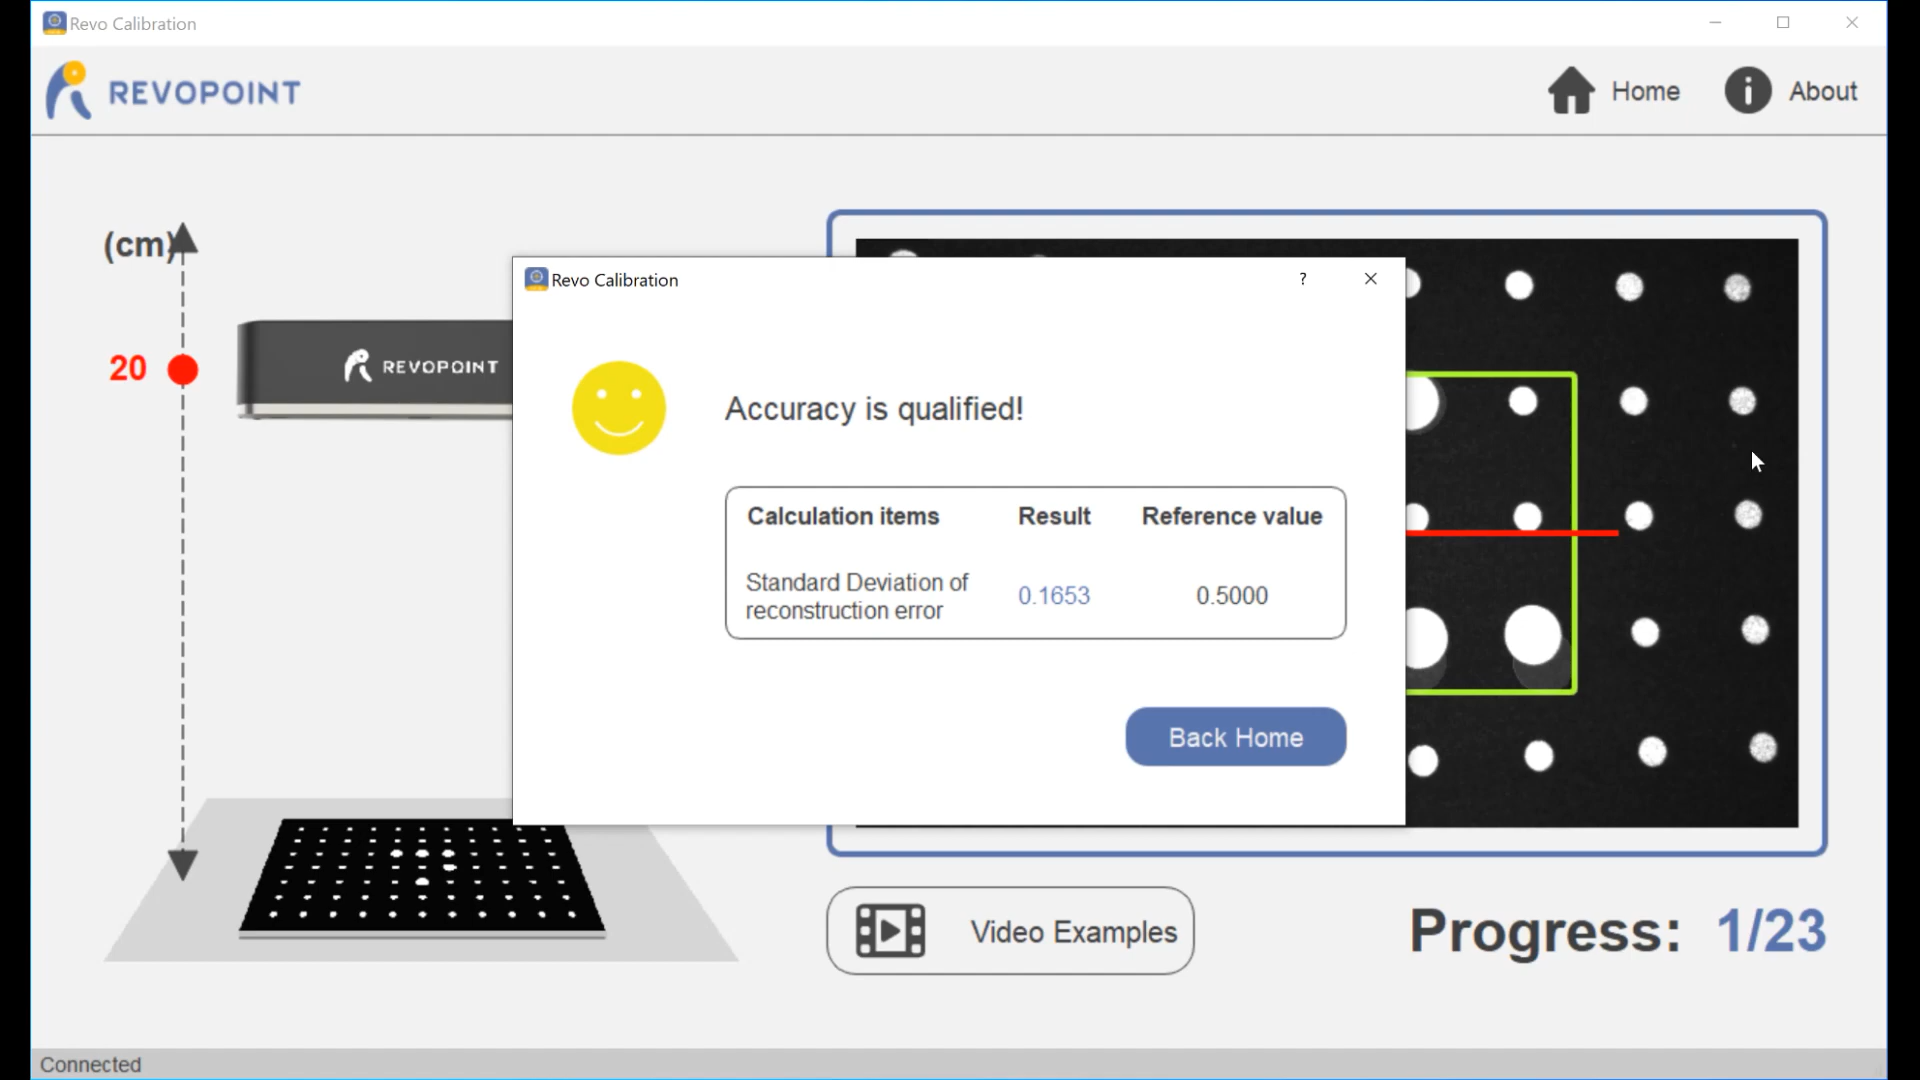 Revo Calibration
REVOPOINT
Home
About
(cm)
20
REVOPOINT
Revo Calibration
?
Accuracy is qualified!
Calculation items Result Reference value
Standard Deviation of
reconstruction error
0.1653
0.5000
Back Home
Video Examples
Progress: 1/23
Connected